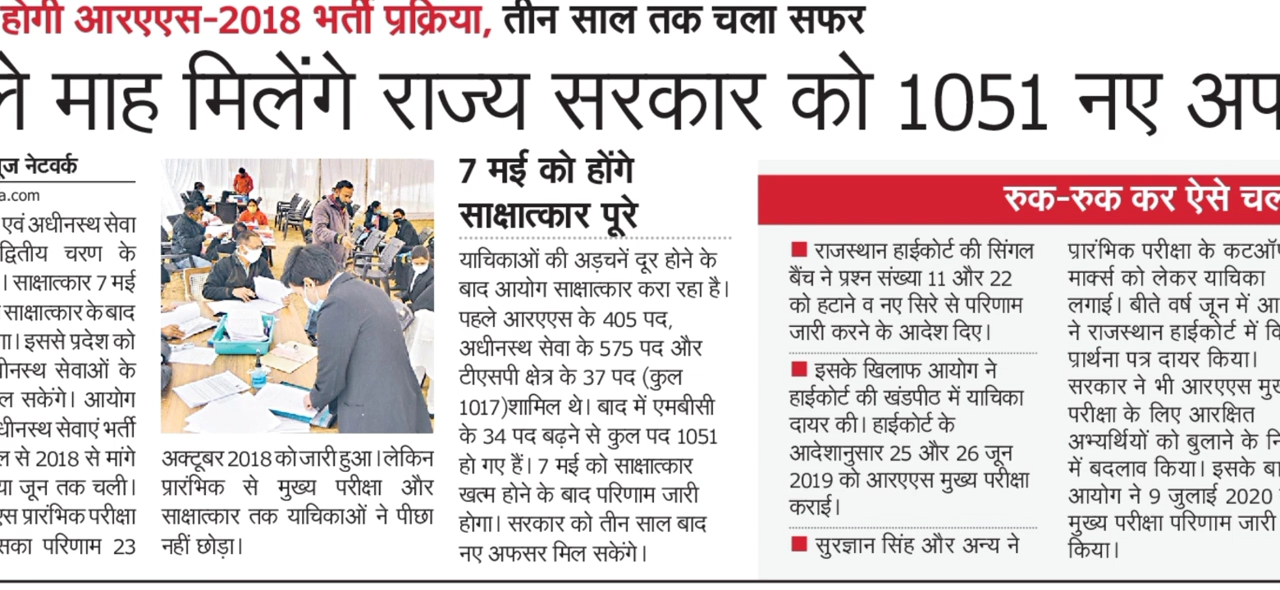 होगी आरएएस-2018 भर्ती प्रक्रिया, तीन साल तक चला सफर
माह मिलेंगे राज्य सरकार को 1051 नए
नेटवर्क
a.com
एवं अधीनस्थ सेवा
द्वितीय चरण के
। साक्षात्कार 7 मई
साक्षात्कार के बाद
। इससे प्रदेश को
सेवाओं के
सकेंगे। आयोग
सेवाएं भर्ती
से 2018 से मांगे
जून तक चली।
प्रारंभिक परीक्षा
परिणाम 23
अक्टूबर 2018 को जारी हुआ। लेकिन
प्रारंभिक से मुख्य परीक्षा और
साक्षात्कार तक याचिकाओं ने पीछा
नहीं छोड़ा।
7 मई को होंगे
साक्षात्कार पूरे
याचिकाओं की अड़चनें दूर होने के
बाद आयोग साक्षात्कार करा रहा है।
पहले आरएएस के 405 पद,
अधीनस्थ सेवा के 575 पद और
टीएसपी क्षेत्र के 37 पद (कुल
1017)शामिल थे। बाद में एमबीसी
के 34 पद बढ़ने से कुल पद 1051
हो गए हैं। 7 मई को साक्षात्कार
खत्म होने के बाद परिणाम जारी
होगा। सरकार को तीन साल बाद
नए अफसर मिल सकेंगे।
रुक-रुक कर ऐसे
राजस्थान हाईकोर्ट की सिंगल
बैंच ने प्रश्न संख्या 11 और 22
को हटाने व नए सिरे से परिणाम
जारी करने के आदेश दिए।
इसके खिलाफ आयोग ने
हाईकोर्ट की खंडपीठ में याचिका
दायर की। हाईकोर्ट के
आदेशानुसार 25 और 26 जून
2019 को आरएएस मुख्य परीक्षा
कराई।
सुरज्ञान सिंह और अन्य ने
प्रारंभिक परीक्षा के
मार्क्स को लेकर याचिका
लगाई। बीते वर्ष जून में
ने राजस्थान हाईकोर्ट में
प्रार्थना पत्र दायर किया।
सरकार ने भी आरएएस
परीक्षा के लिए आरक्षित
अभ्यर्थियों को बुलाने के
में बदलाव किया। इसके
आयोग ने 9 जुलाई 2020
मुख्य परीक्षा परिणाम जारी
किया।